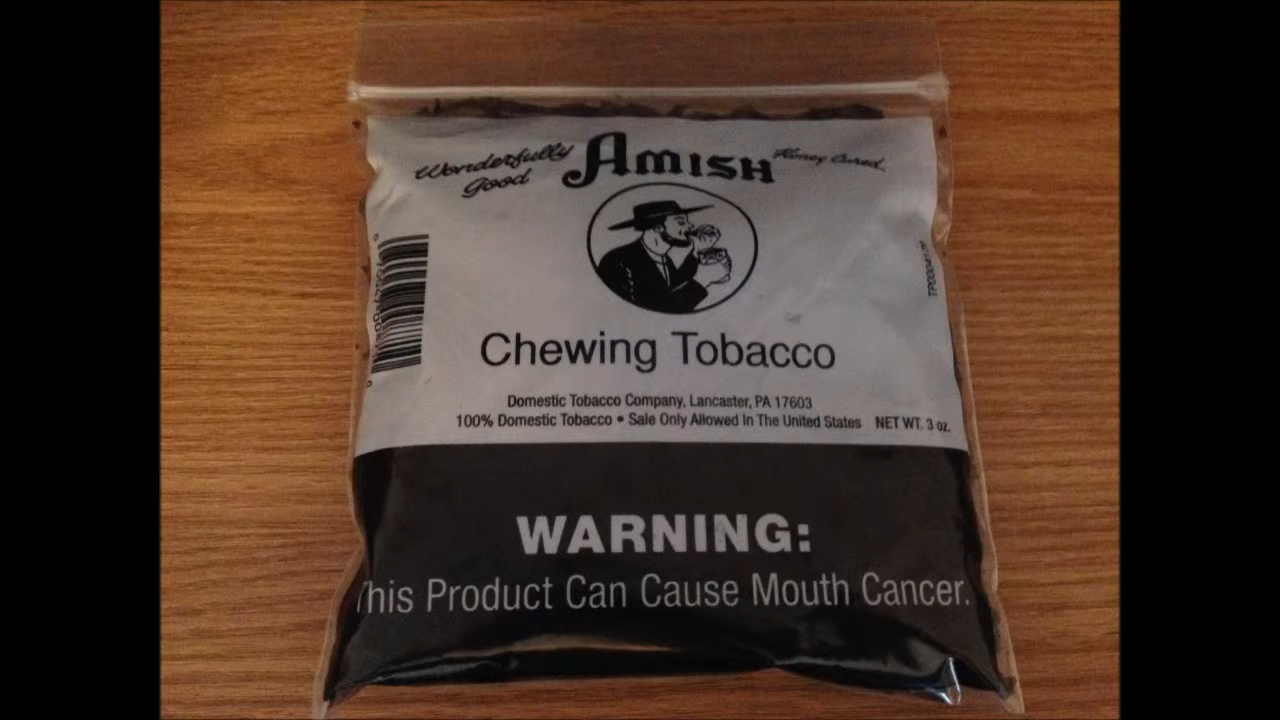 Wonderfully Good
AMISH
Honey Cured
Chewing Tobacco
Domestic Tobacco Company, Lancaster, PA 17603
100% Domestic Tobacco • Sale Only Allowed In The United States NET WT. 3 oz.
WARNING:
This Product Can Cause Mouth Cancer.